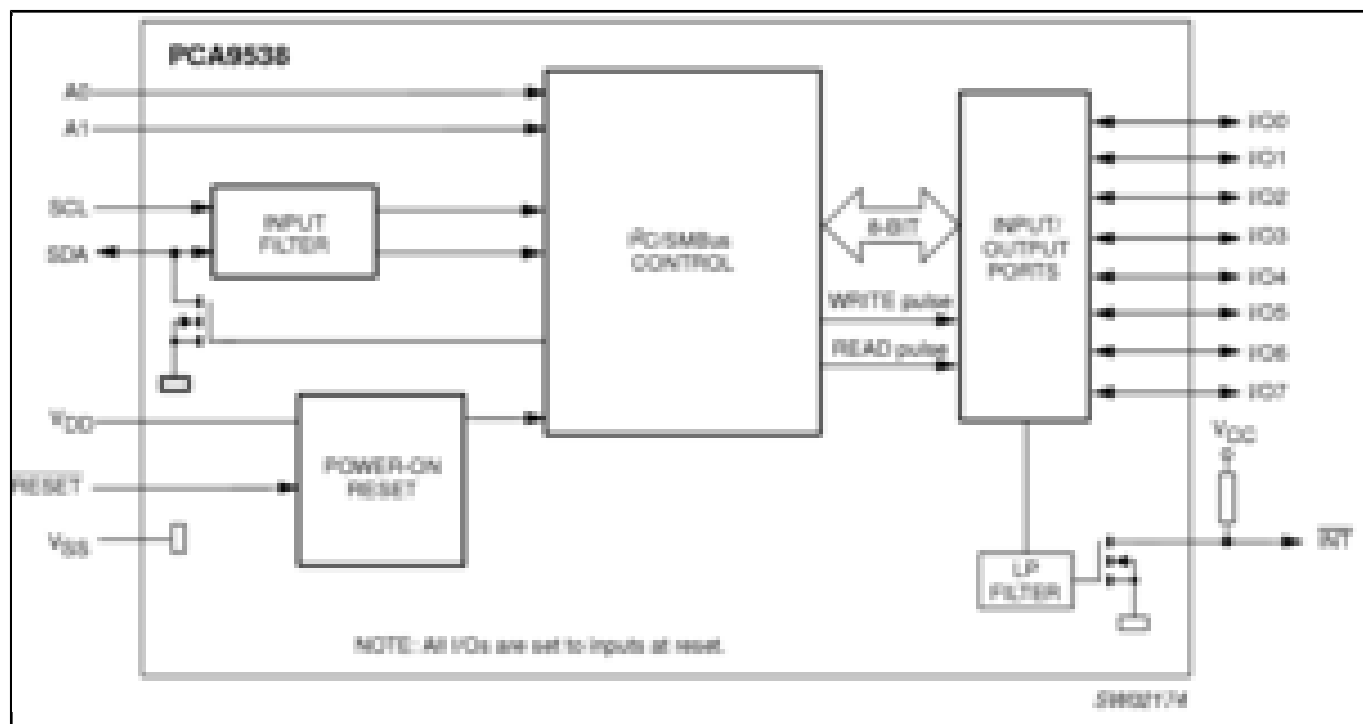 PCA9538
A0
A1
SCL
SDA
INPUT
FILTER
I²C/SMBus
CONTROL
8-BIT
WRITE pulse
READ pulse
INPUT/
OUTPUT
PORTS
I/O0
I/O1
I/O2
I/O3
I/O4
I/O5
I/O6
I/O7
VDD
RESET
VSS
POWER-ON
RESET
VCC
INT
LP
FILTER
NOTE: All I/Os are set to inputs at reset.
SW02174